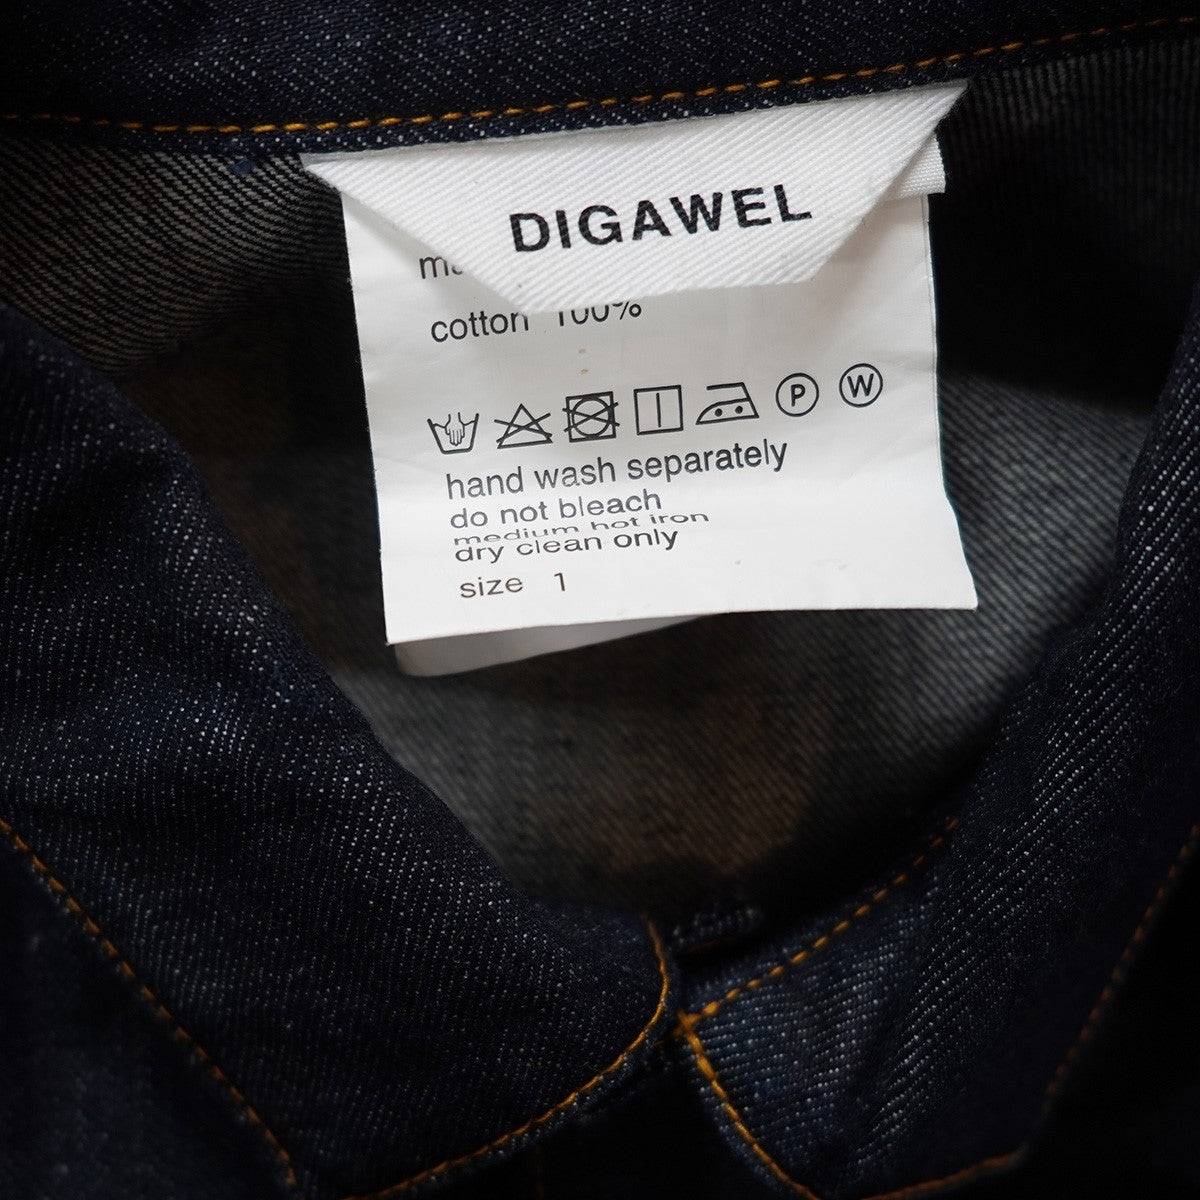 DIGAWEL
cotton 100%
P W
hand wash separately
do not bleach
medium hot iron
dry clean only
size 1